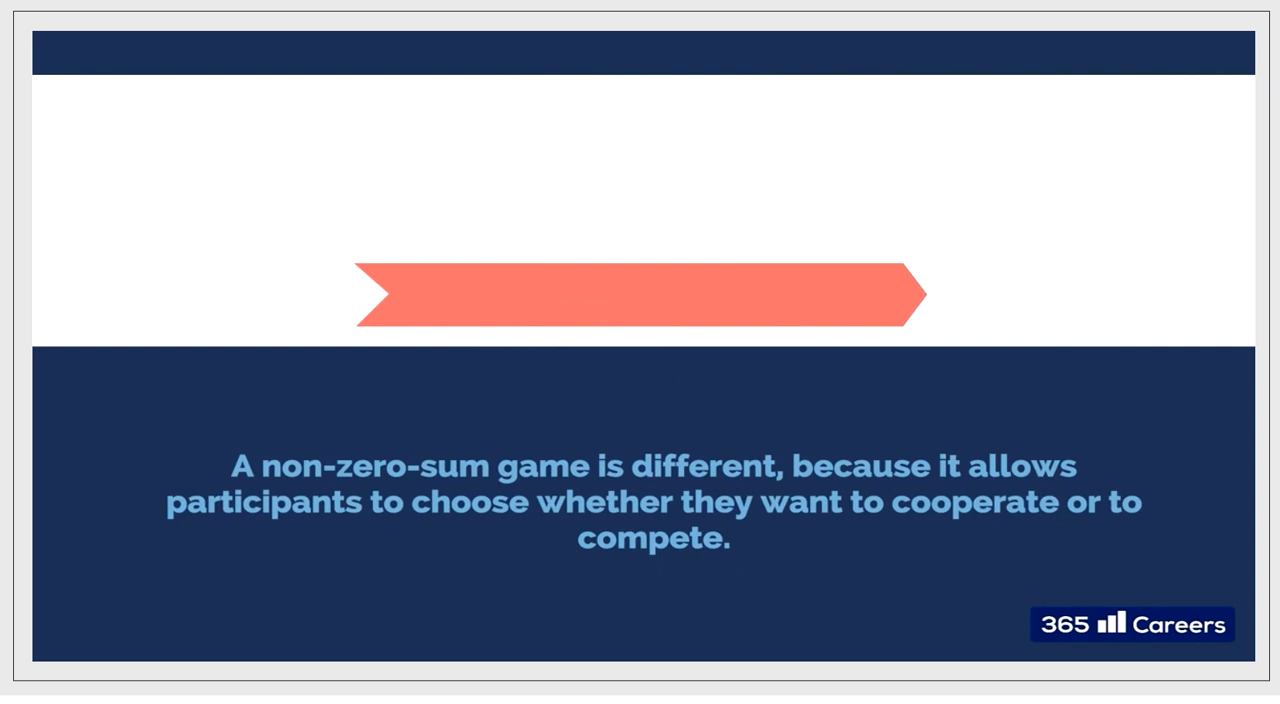 A non-zero-sum game is different, because it allows
participants to choose whether they want to cooperate or to
compete.
365 Careers